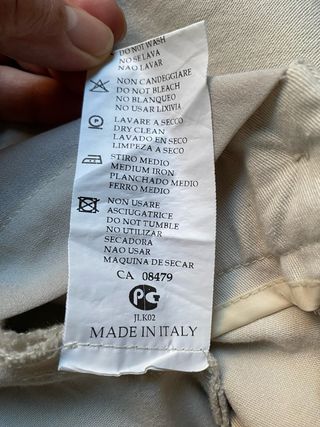 DO NOT WASH
NO SE LAVA
NAO LAVAR
NON CANDEGGIARE
DO NOT BLEACH
NO BLANQUEO
NO USAR LIXIVIA
P
LAVARE A SECCO
DRY CLEAN
LAVADO EN SECO
LIMPEZA A SECO
STIRO MEDIO
MEDIUM IRON
PLANCHADO MEDIO
FERRO MEDIO
NON USARE
ASCIUGATRICE
DO NOT TUMBLE
NO UTILIZAR
SECADORA
NAO USAR
MAQUINA DE SECAR
CA 08479
PG
JLK02
MADE IN ITALY